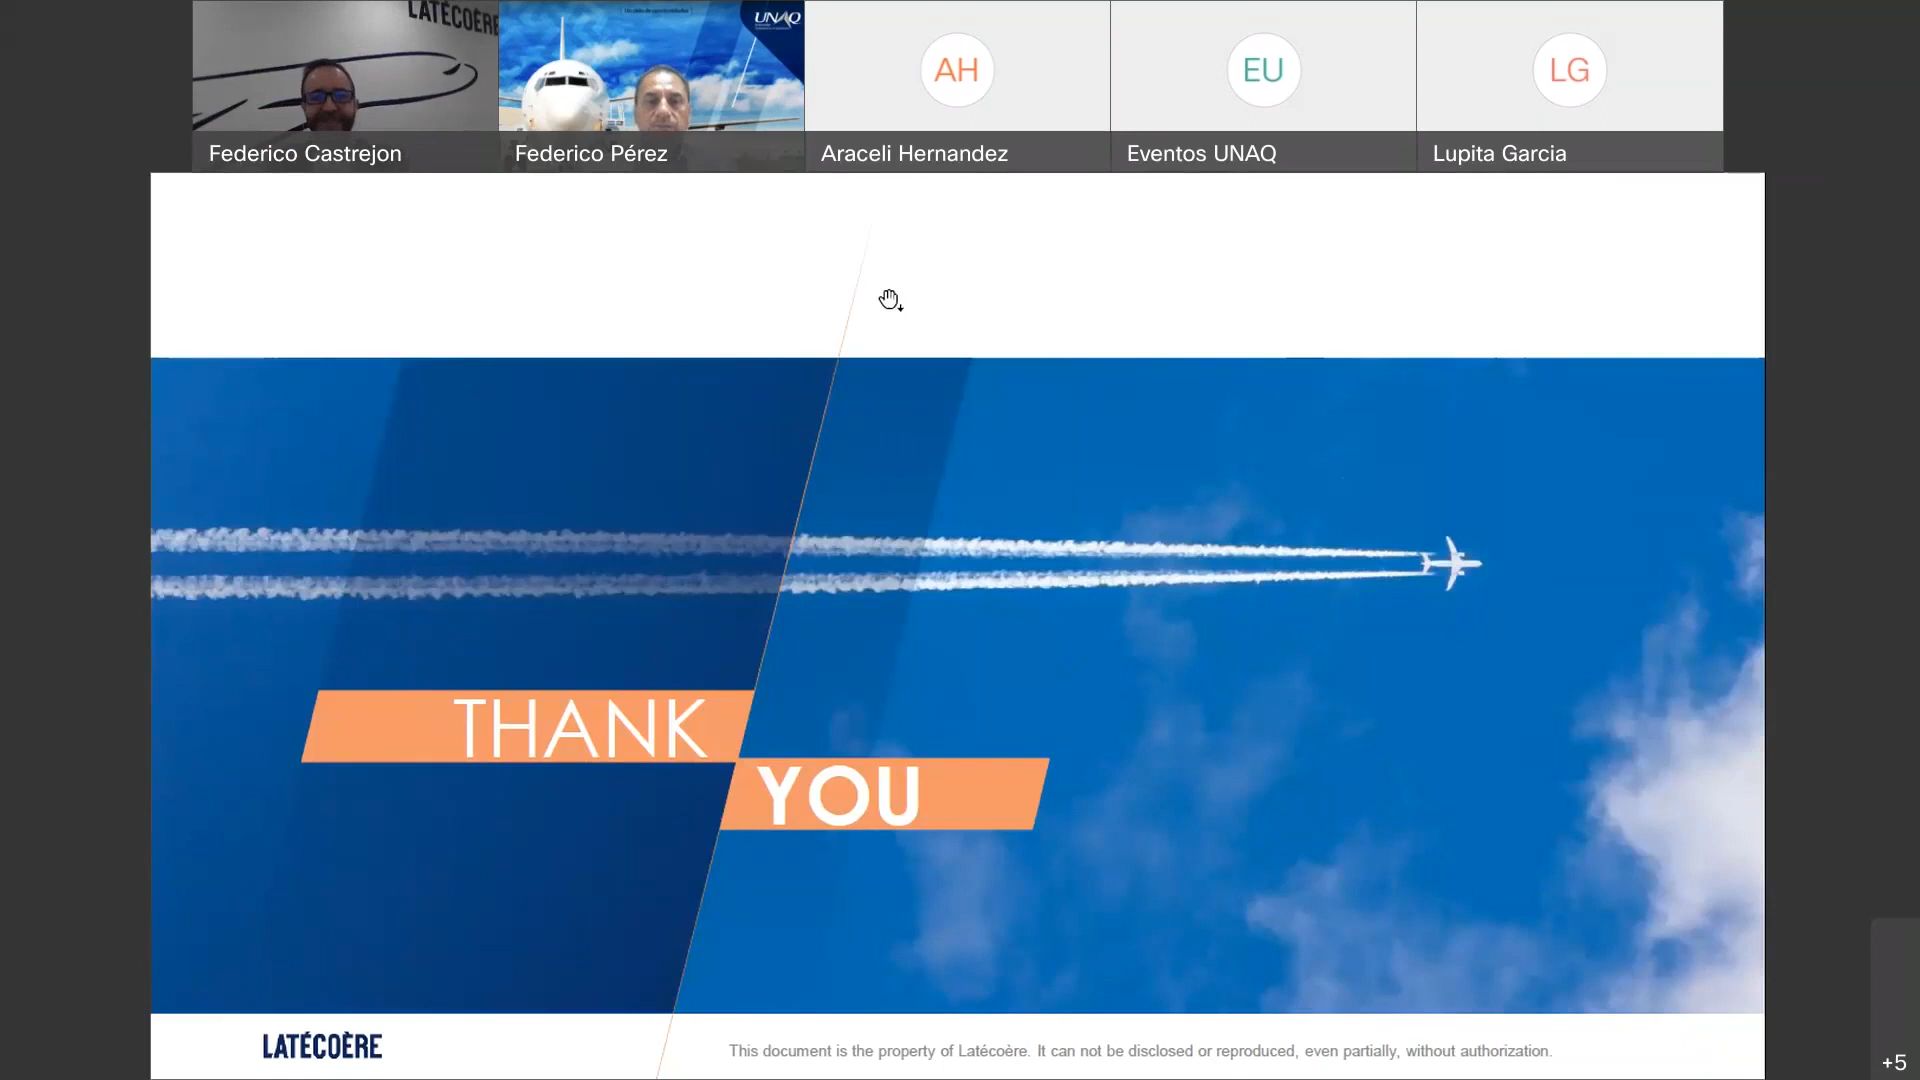 LATÉCOÈRE
UNAQ
Federico Castrejon
Federico Pérez
AH
Araceli Hernandez
EU
Eventos UNAQ
LG
Lupita Garcia
THANK
YOU
LATÉCOÈRE
This document is the property of Latécoère. It can not be disclosed or reproduced, even partially, without authorization.
+5